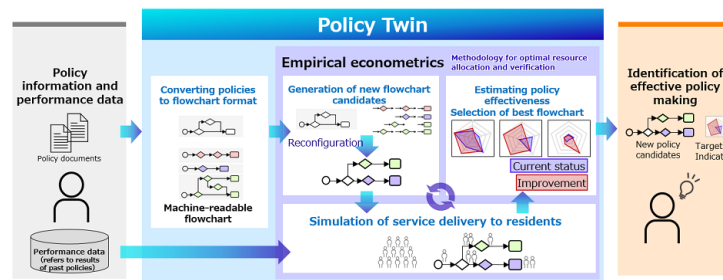 Policy Twin
Policy
information and
performance data
Policy documents
Performance data
(refers to results
of past policies)
Converting policies
to flowchart format
Machine-readable
flowchart
Empirical econometrics
Methodology for optimal resource
allocation and verification
Generation of new flowchart
candidates
Reconfiguration
Estimating policy
effectiveness
Selection of best flowchart
Current status
Improvement
Simulation of service delivery to residents
Identification of
effective policy
making
New policy
candidates
Target
Indicat